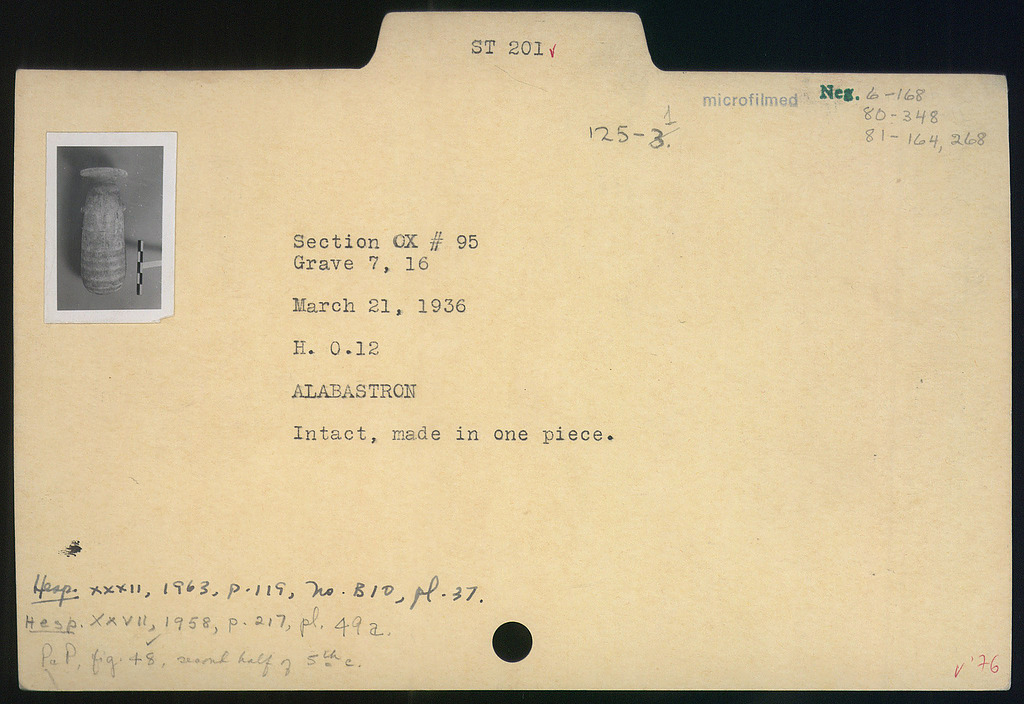 ST 201 ✓
microfilmed Neg. 6-168
80-348
81-164, 268
125-3. 1
Section OX # 95
Grave 7, 16
March 21, 1936
H. 0.12
ALABASTRON
Intact, made in one piece.
Hesp. XXXII, 1963, p. 119, no. B10, pl. 37.
Hesp. XXVII, 1958, p. 217, pl. 49a.
P&P, fig. 48, second half of 5th c.
✓ '76